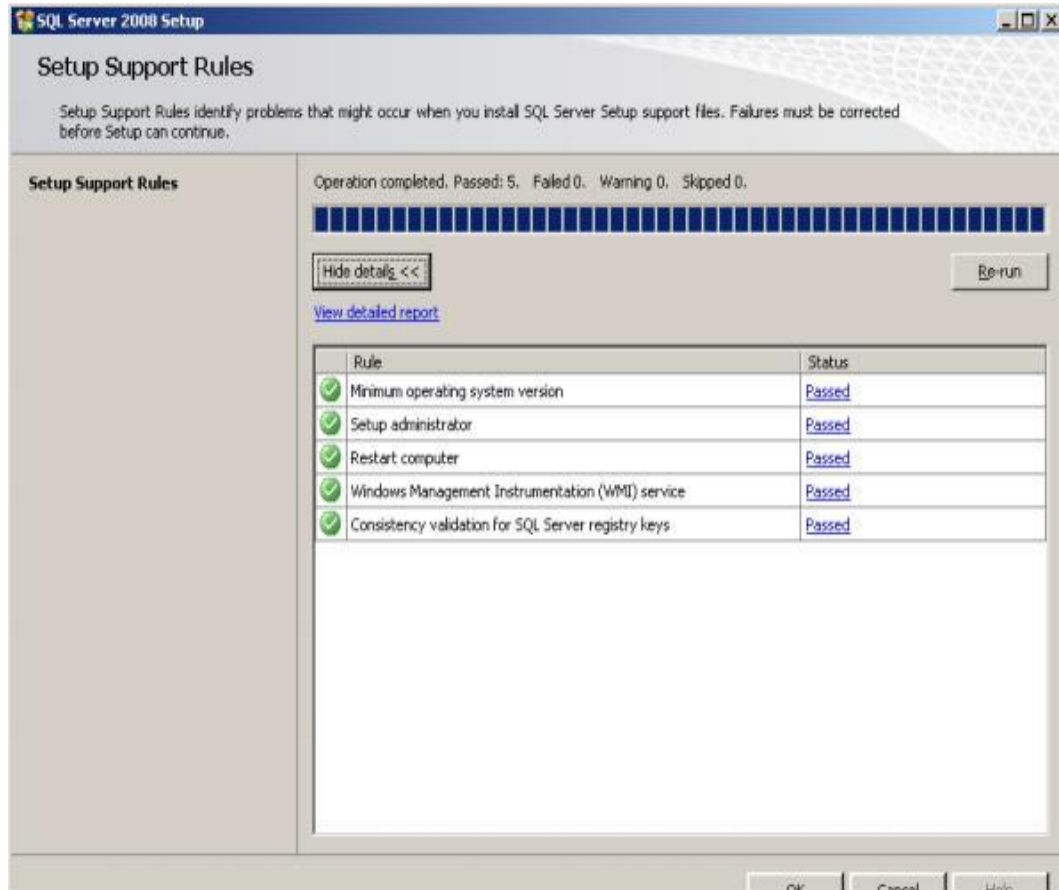 SQL Server 2008 Setup
Setup Support Rules
Setup Support Rules identify problems that might occur when you install SQL Server Setup support files. Failures must be corrected
before Setup can continue.
Setup Support Rules
Operation completed. Passed: 5. Failed 0. Warning 0. Skipped 0.
Hide details <<
Re-run
View detailed report
Rule Status
Minimum operating system version Passed
Setup administrator Passed
Restart computer Passed
Windows Management Instrumentation (WMI) service Passed
Consistency validation for SQL Server registry keys Passed
OK Cancel Help